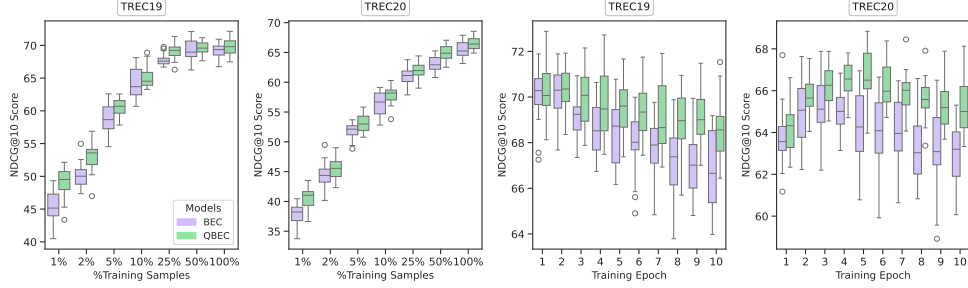 TREC19
NDCG@10 Score
70
65
60
55
50
45
40
1% 2% 5% 10% 25% 50% 100%
%Training Samples
Models
BEC
QBEC
TREC20
NDCG@10 Score
70
65
60
55
50
45
40
35
1% 2% 5% 10% 25% 50% 100%
%Training Samples
TREC19
NDCG@10 Score
72
70
68
66
64
1 2 3 4 5 6 7 8 9 10
Training Epoch
TREC20
NDCG@10 Score
68
66
64
62
60
1 2 3 4 5 6 7 8 9 10
Training Epoch